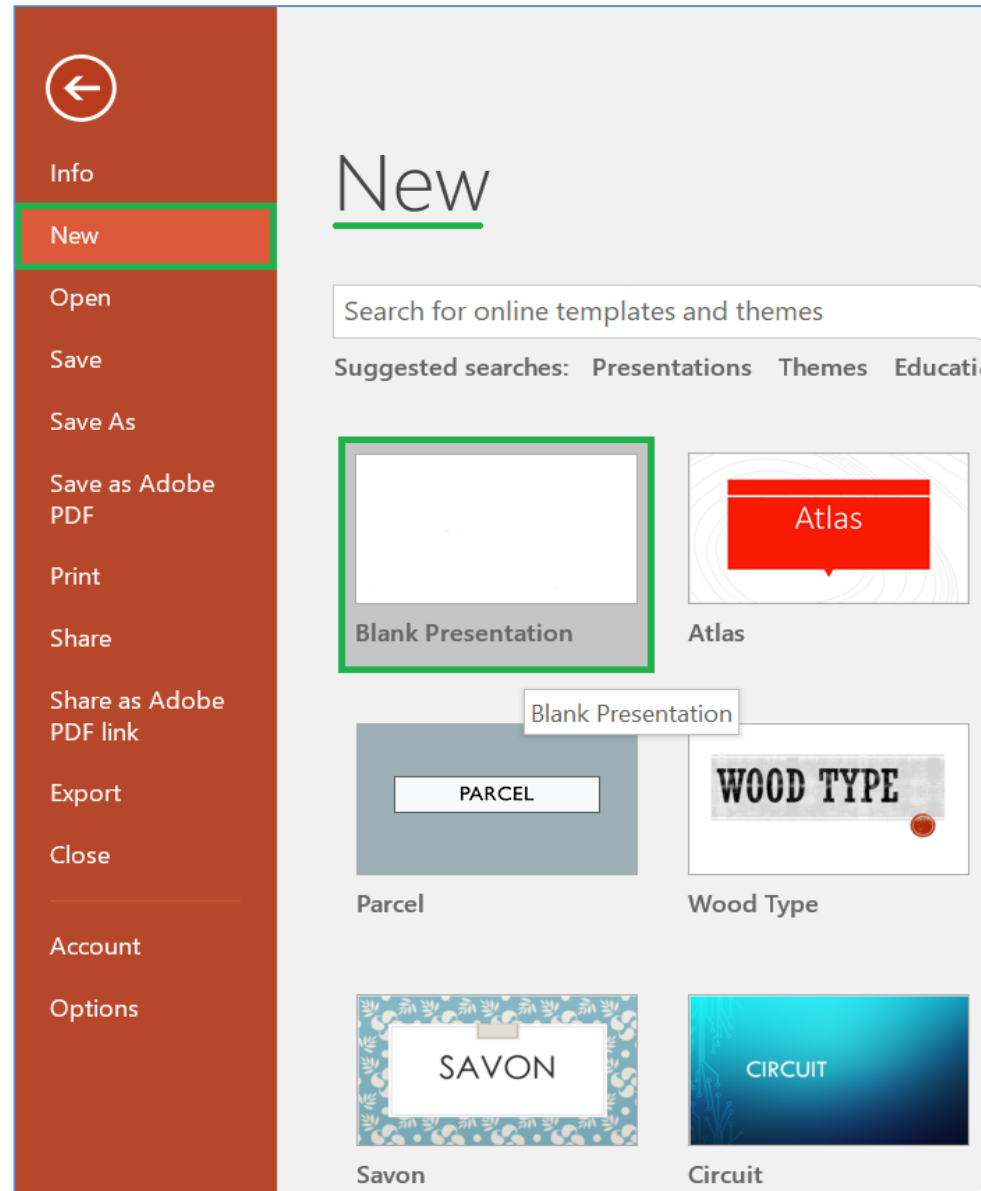 Info
New
Open
Save
Save As
Save as Adobe
PDF
Print
Share
Share as Adobe
PDF link
Export
Close
Account
Options
New
Search for online templates and themes
Suggested searches: Presentations Themes Educati
Atlas
Blank Presentation
Atlas
Blank Presentation
PARCEL
WOOD TYPE
Parcel
Wood Type
SAVON
CIRCUIT
Savon
Circuit